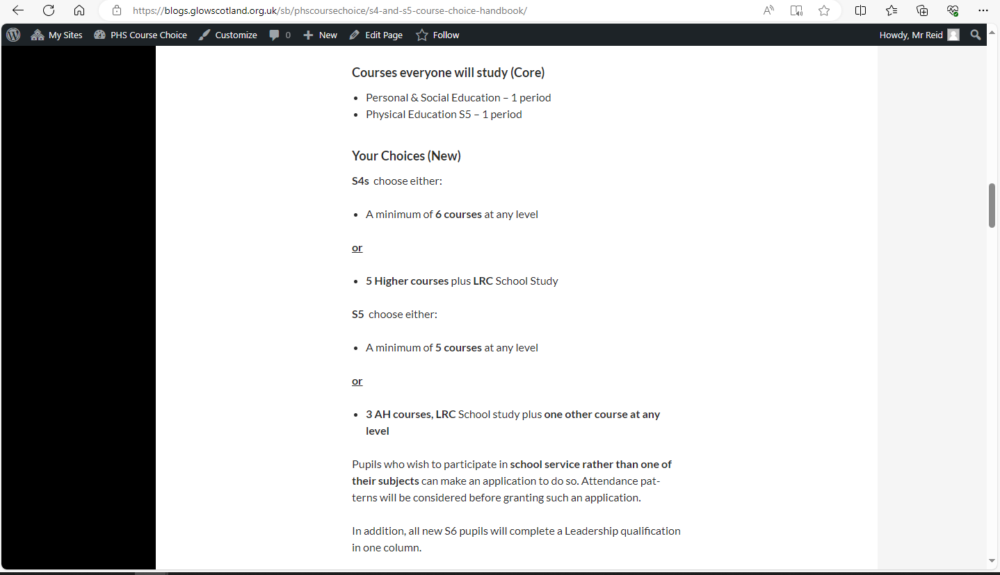 https://blogs.glowscotland.org.uk/sb/phscoursechoice/s4-and-s5-course-choice-handbook/
My Sites PHS Course Choice Customize 0 New Edit Page Follow Howdy, Mr Reid
Courses everyone will study (Core)
• Personal & Social Education – 1 period
• Physical Education S5 – 1 period
Your Choices (New)
S4s choose either:
• A minimum of 6 courses at any level
or
• 5 Higher courses plus LRC School Study
S5 choose either:
• A minimum of 5 courses at any level
or
• 3 AH courses, LRC School study plus one other course at any
level
Pupils who wish to participate in school service rather than one of
their subjects can make an application to do so. Attendance pat-
terns will be considered before granting such an application.
In addition, all new S6 pupils will complete a Leadership qualification
in one column.